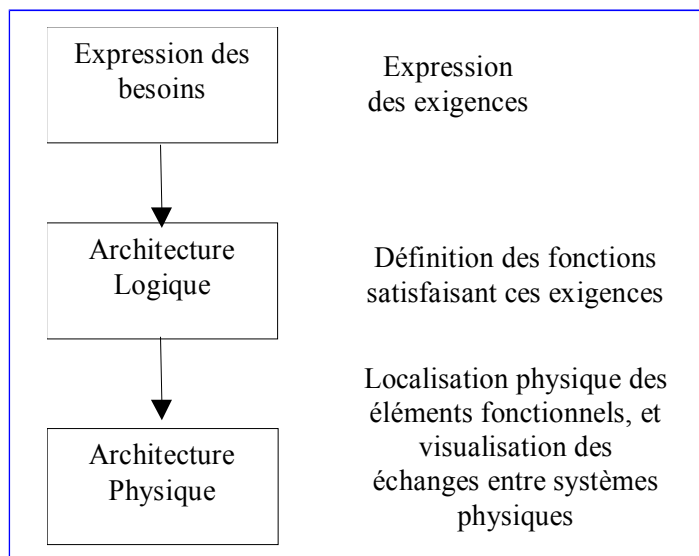 Expression des
besoins
Expression
des exigences
Architecture
Logique
Définition des fonctions
satisfaisant ces exigences
Architecture
Physique
Localisation physique des
éléments fonctionnels, et
visualisation des
échanges entre systèmes
physiques